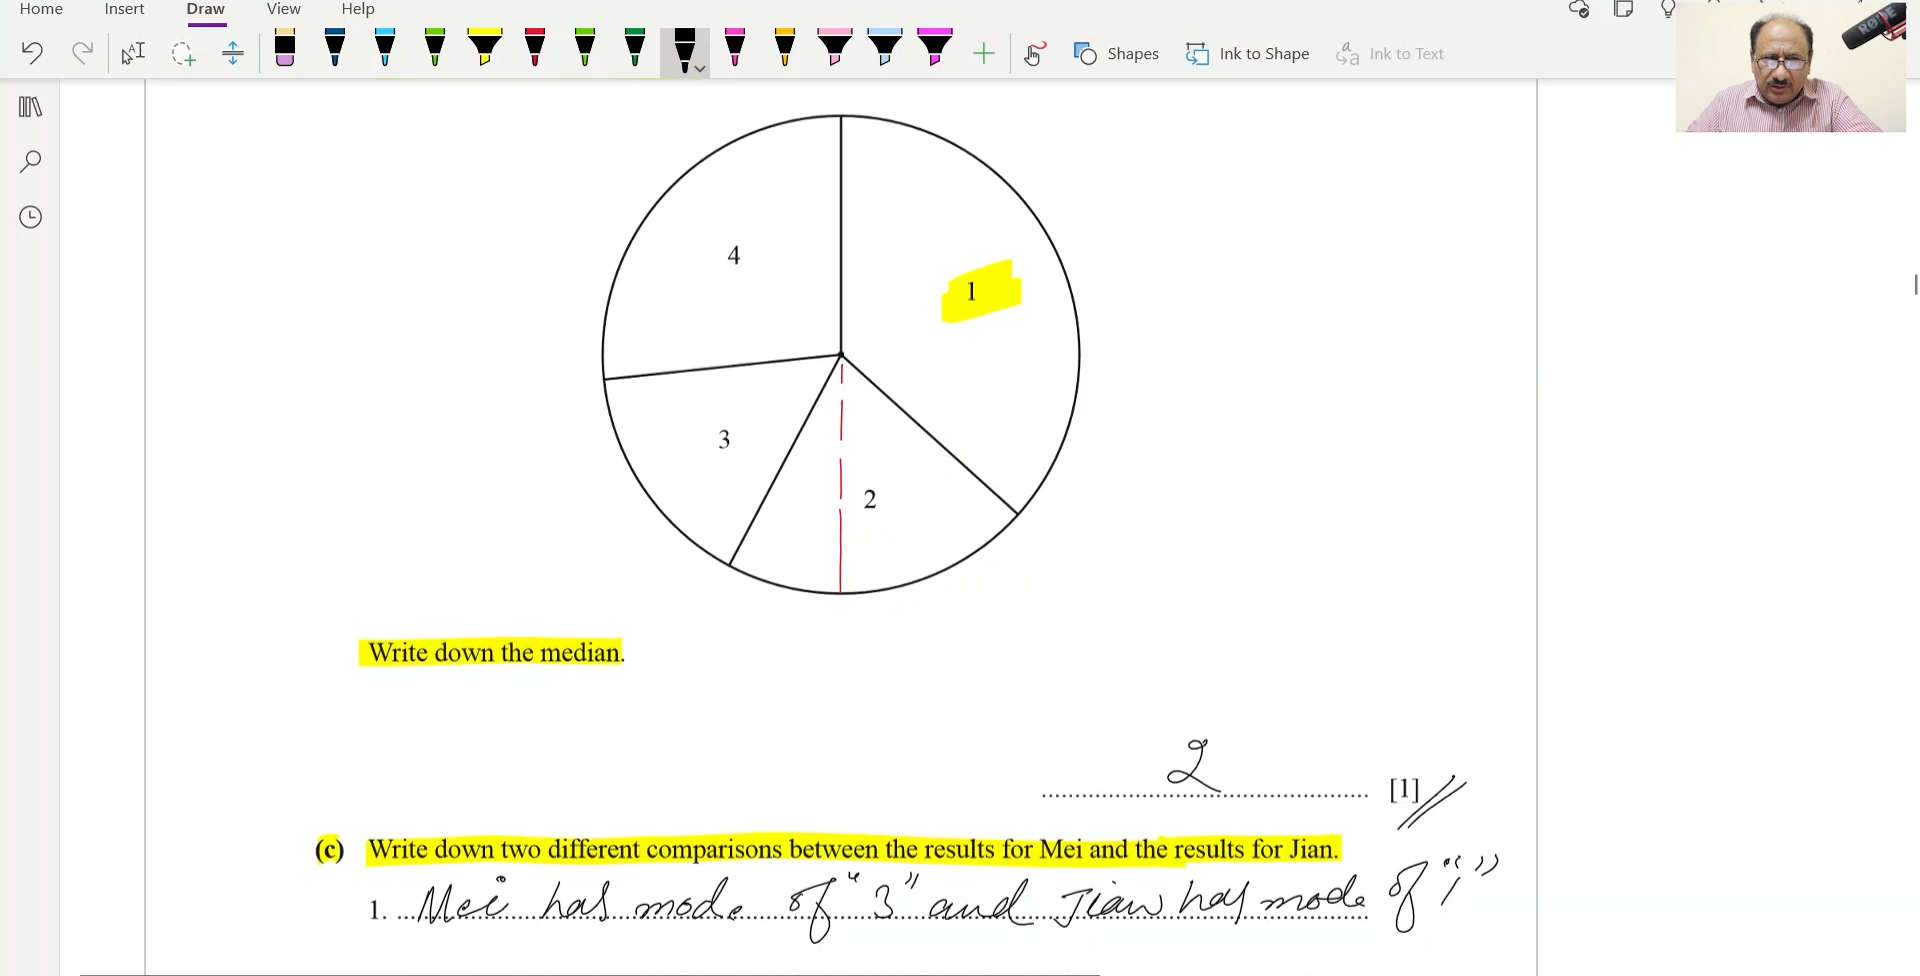 Home Insert Draw View Help
Shapes Ink to Shape Ink to Text
RØDE
4
1
3
2
Write down the median.
2
[1]
(c) Write down two different comparisons between the results for Mei and the results for Jian.
1. Mei has mode of "3" and Jian has mode of "1"